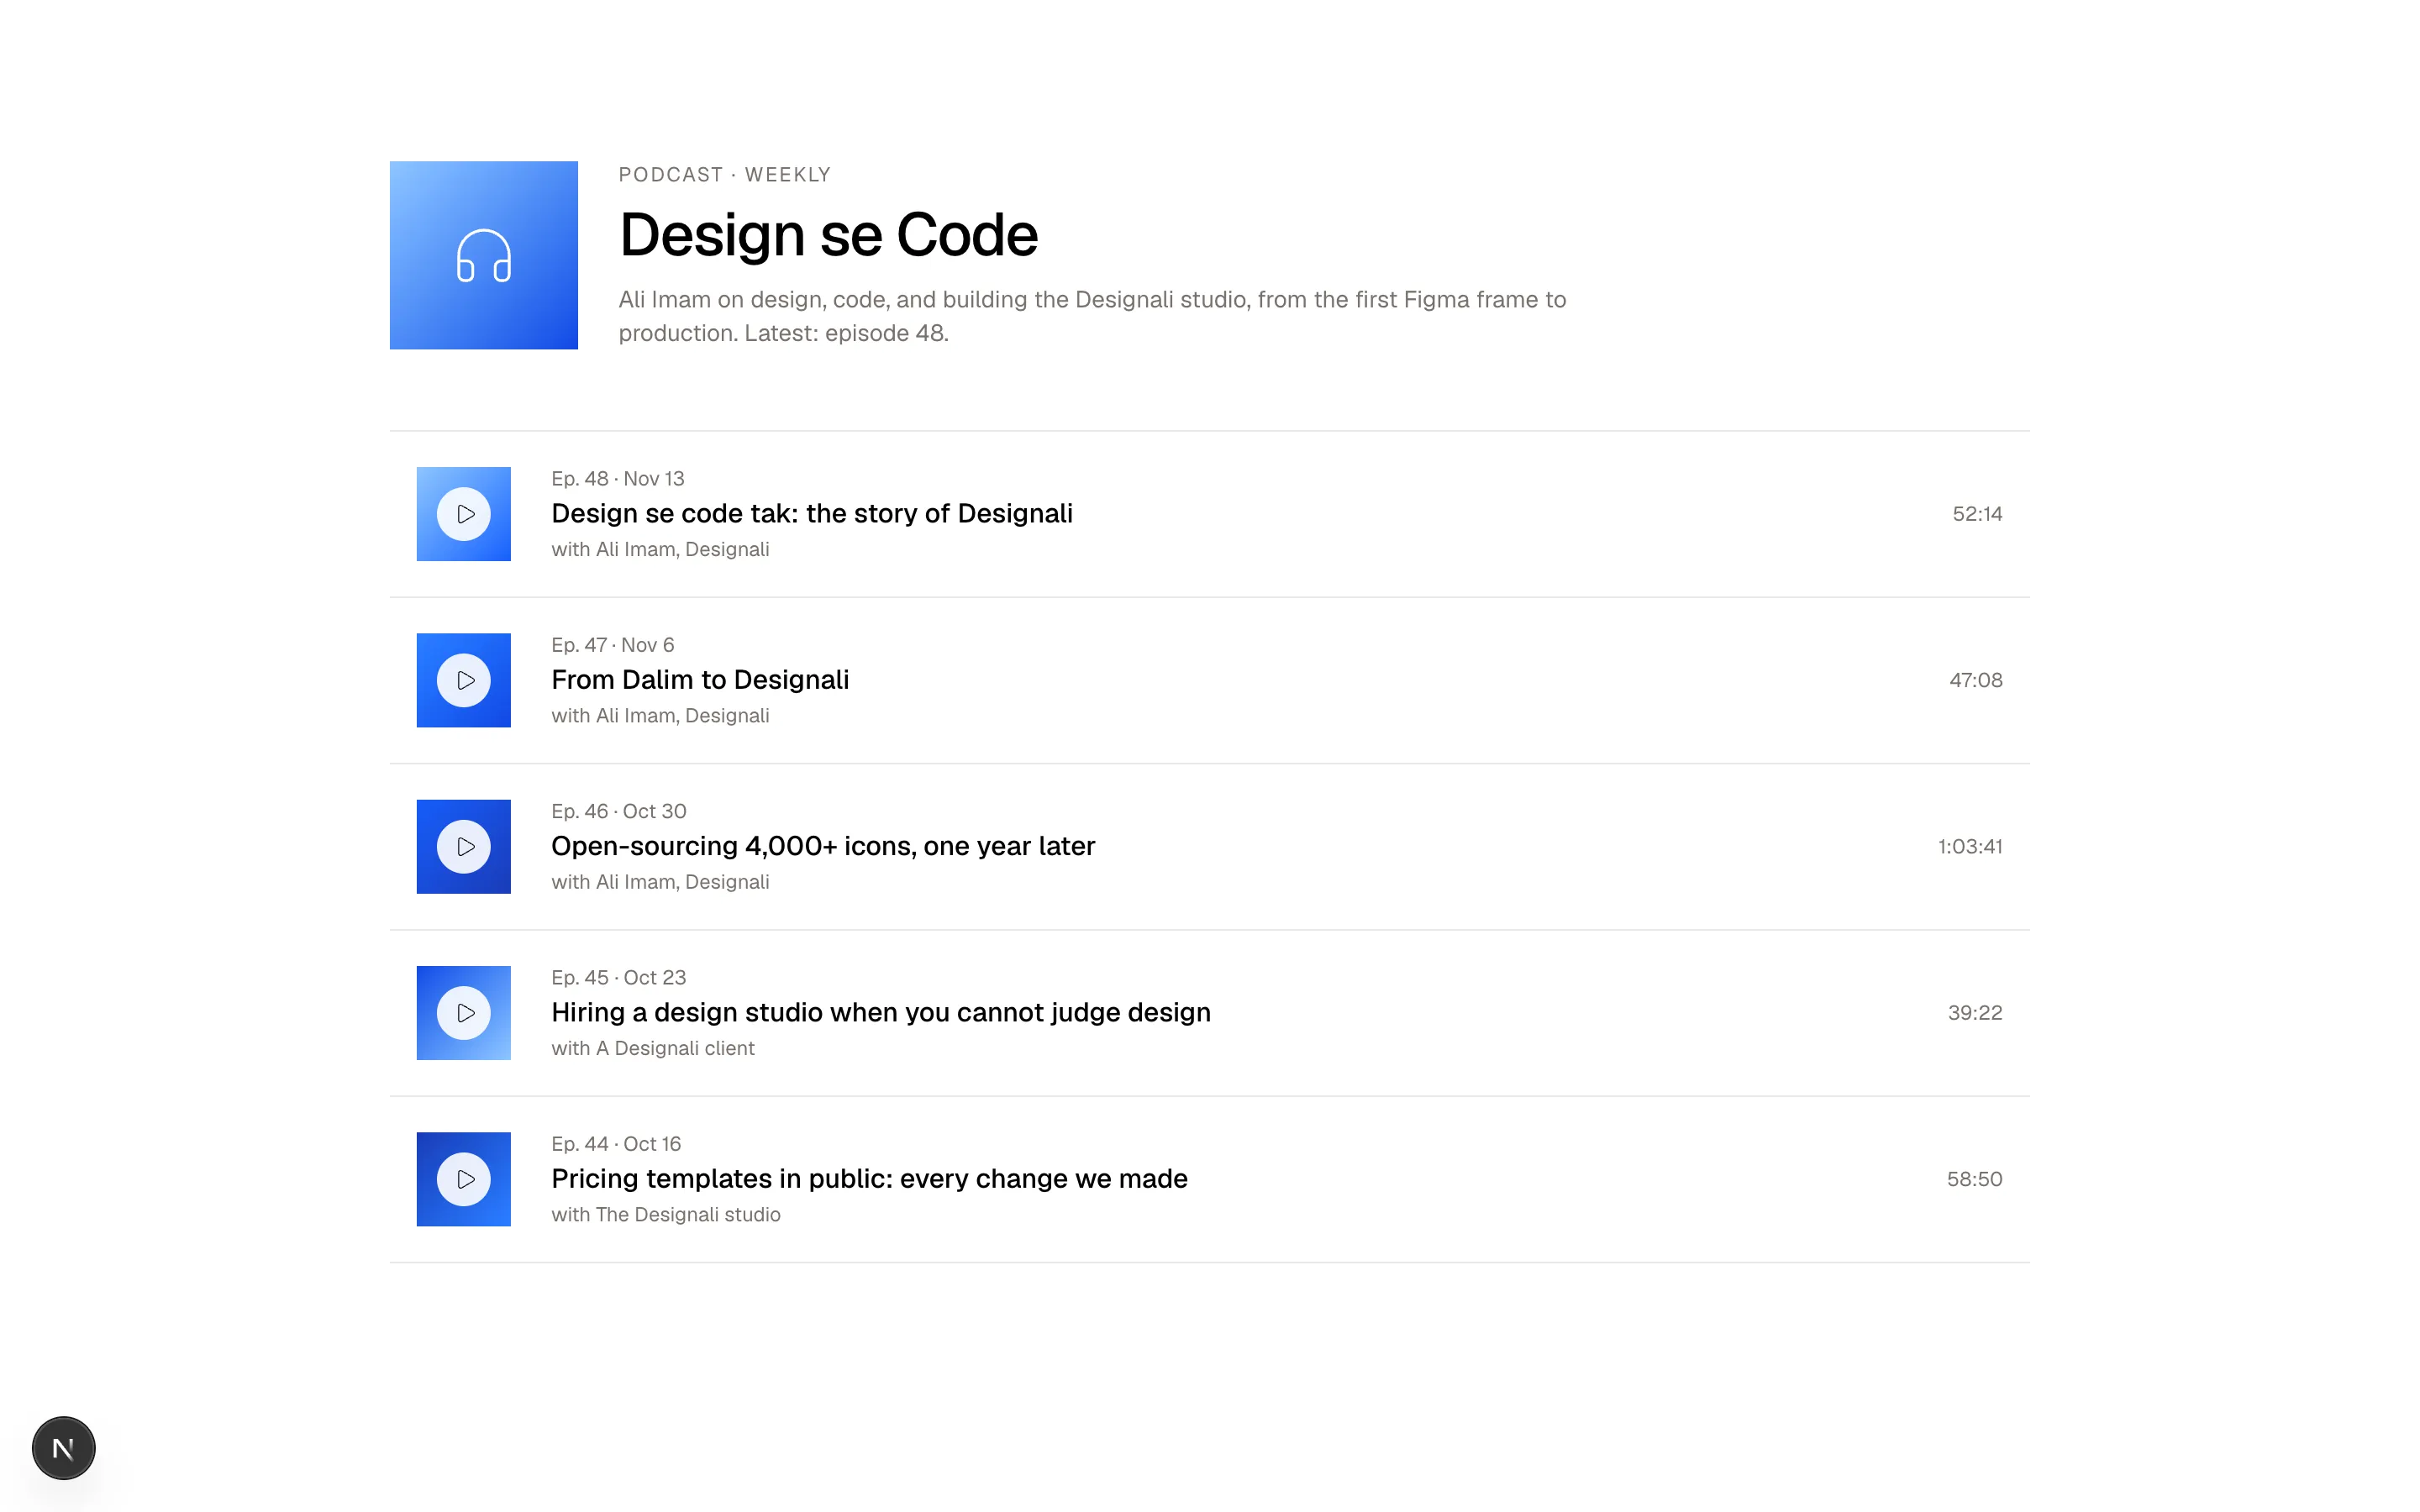 PODCAST · WEEKLY
Design se Code
Ali Imam on design, code, and building the Designali studio, from the first Figma frame to
production. Latest: episode 48.
Ep. 48 · Nov 13
Design se code tak: the story of Designali
with Ali Imam, Designali
52:14
Ep. 47 · Nov 6
From Dalim to Designali
with Ali Imam, Designali
47:08
Ep. 46 · Oct 30
Open-sourcing 4,000+ icons, one year later
with Ali Imam, Designali
1:03:41
Ep. 45 · Oct 23
Hiring a design studio when you cannot judge design
with A Designali client
39:22
Ep. 44 · Oct 16
Pricing templates in public: every change we made
with The Designali studio
58:50
N